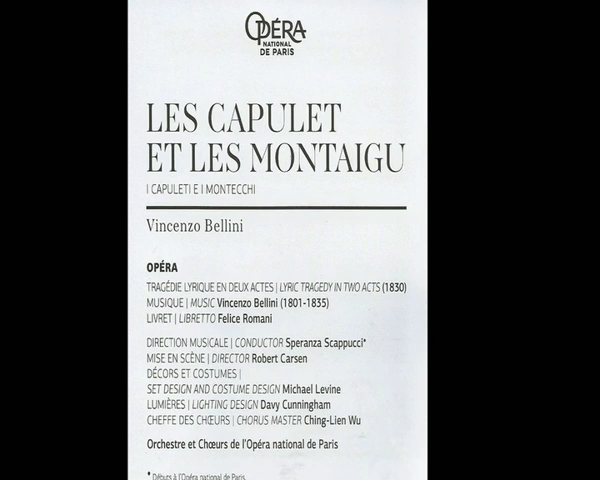 OPÉRA
NATIONAL
DE PARIS
LES CAPULET
ET LES MONTAIGU
I CAPULETI E I MONTECCHI
Vincenzo Bellini
OPÉRA
TRAGÉDIE LYRIQUE EN DEUX ACTES | LYRIC TRAGEDY IN TWO ACTS (1830)
MUSIQUE | MUSIC Vincenzo Bellini (1801-1835)
LIVRET | LIBRETTO Felice Romani
DIRECTION MUSICALE | CONDUCTOR Speranza Scappucci*
MISE EN SCÈNE | DIRECTOR Robert Carsen
DÉCORS ET COSTUMES |
SET DESIGN AND COSTUME DESIGN Michael Levine
LUMIÈRES | LIGHTING DESIGN Davy Cunningham
CHEFFE DES CHŒURS | CHORUS MASTER Ching-Lien Wu
Orchestre et Chœurs de l'Opéra national de Paris
* Débuts à l'Opéra national de Paris.